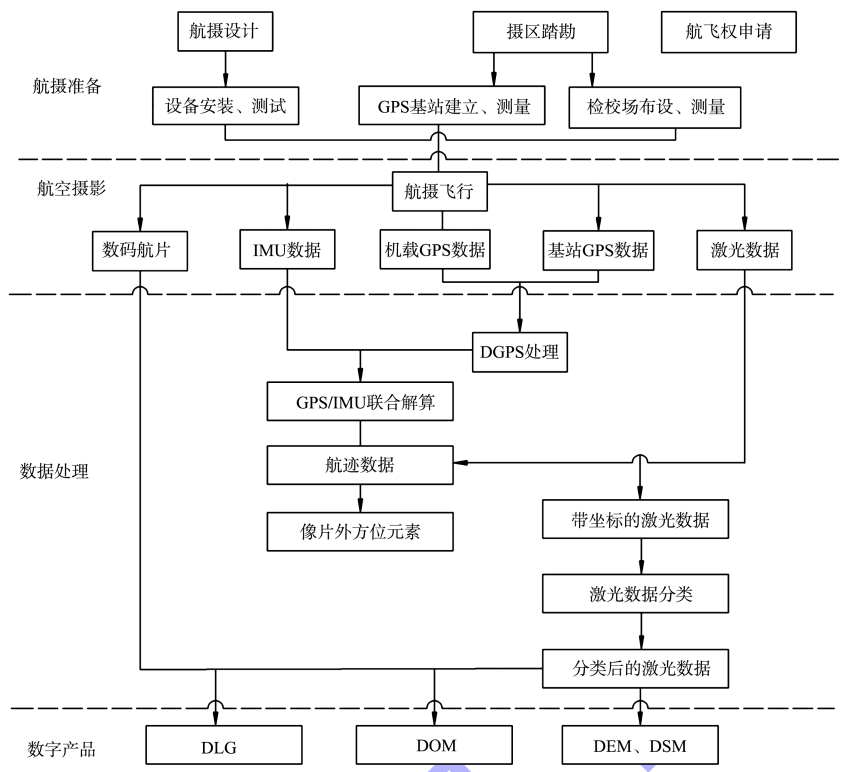 航摄设计
摄区踏勘
航飞权申请
航摄准备
设备安装、测试
GPS基站建立、测量
检校场布设、测量
航空摄影
航摄飞行
数码航片
IMU数据
机载GPS数据
基站GPS数据
激光数据
DGPS处理
GPS/IMU联合解算
数据处理
航迹数据
带坐标的激光数据
像片外方位元素
激光数据分类
分类后的激光数据
数字产品
DLG
DOM
DEM、DSM